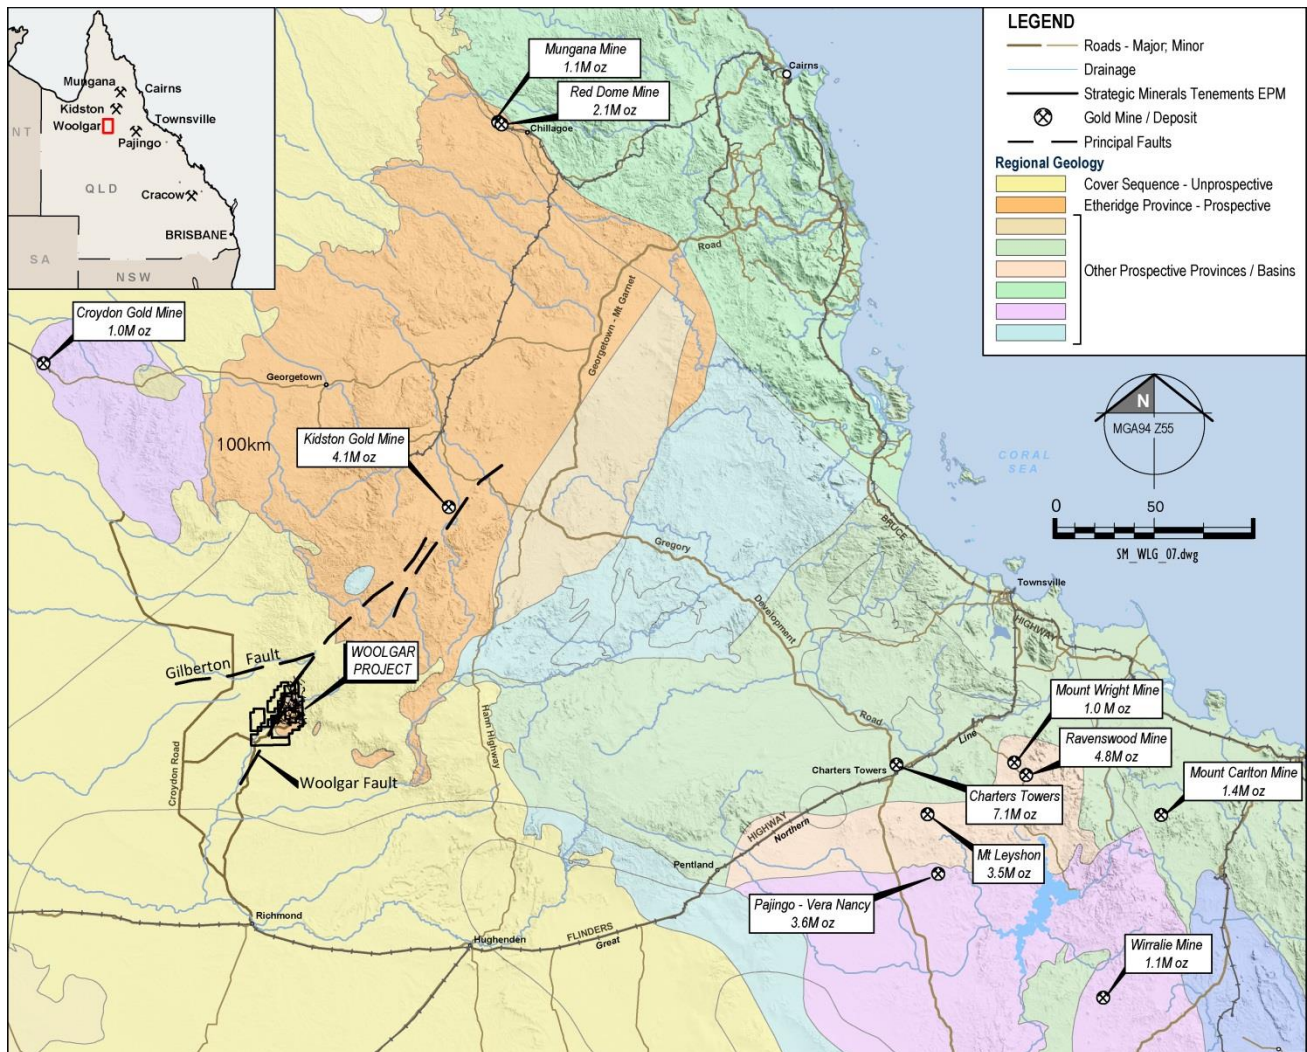 Mungana
Cairns
Kidston
Woolgar
Townsville
Pajingo
NT
QLD
Cracow
BRISBANE
SA
NSW
LEGEND
Roads - Major; Minor
Drainage
Strategic Minerals Tenements EPM
Gold Mine / Deposit
Principal Faults
Regional Geology
Cover Sequence - Unprospective
Etheridge Province - Prospective
Other Prospective Provinces / Basins
Mungana Mine
1.1M oz
Red Dome Mine
2.1M oz
Chillagoe
Cairns
Road
Georgetown - Mt Garnet
Croydon Gold Mine
1.0M oz
Georgetown
100km
Kidston Gold Mine
4.1M oz
N
MGA94 Z55
CORAL
SEA
0
50
SM_WLG_07.dwg
BRUCE
Gregory
Development
Road
Townsville
HIGHWAY
Gilberton Fault
WOOLGAR
PROJECT
Croydon Road
Hann Highway
Woolgar Fault
Line
Charters Towers
Mount Wright Mine
1.0 M oz
Ravenswood Mine
4.8M oz
Mount Carlton Mine
1.4M oz
Charters Towers
7.1M oz
HIGHWAY
Northern
Mt Leyshon
3.5M oz
Pentland
Pajingo - Vera Nancy
3.6M oz
Richmond
FLINDERS
Great
Hughenden
Wirralie Mine
1.1M oz